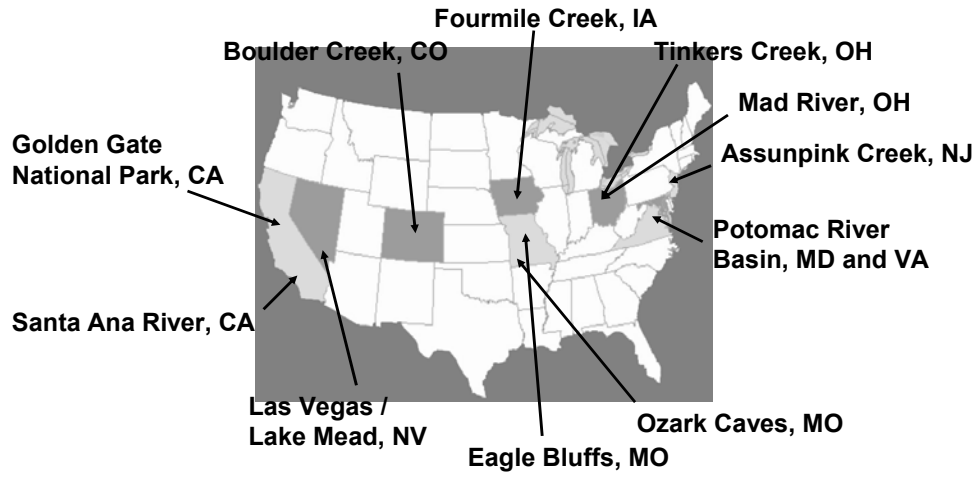 Fourmile Creek, IA
Boulder Creek, CO
Tinkers Creek, OH
Mad River, OH
Golden Gate
National Park, CA
Assunpink Creek, NJ
Potomac River
Basin, MD and VA
Santa Ana River, CA
Las Vegas /
Lake Mead, NV
Ozark Caves, MO
Eagle Bluffs, MO